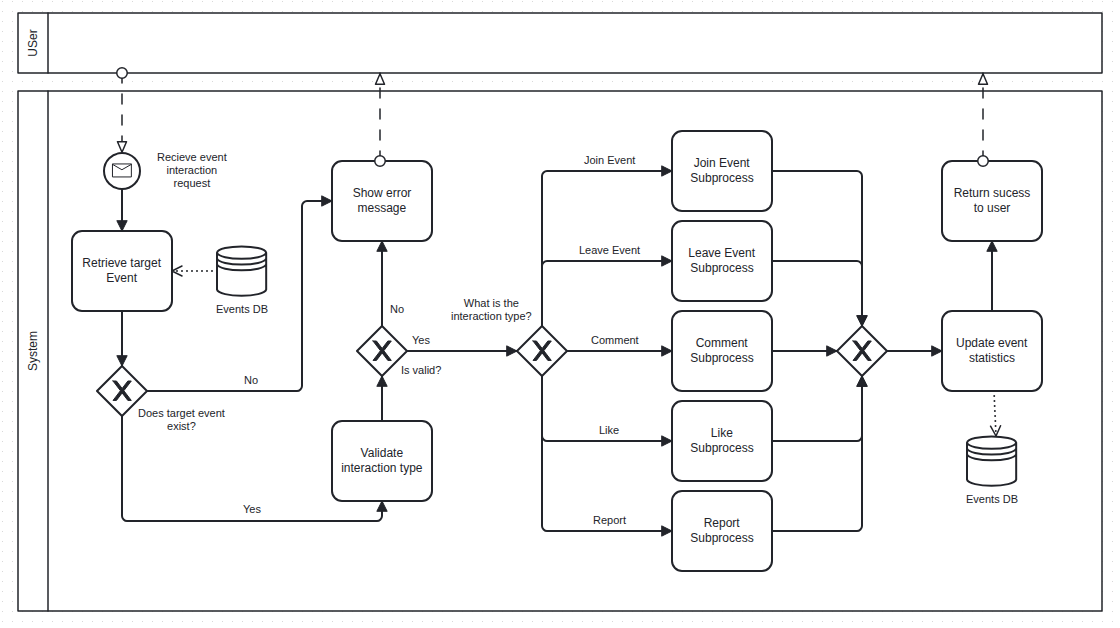 USer
System
Recieve event
interaction
request
Retrieve target
Event
Events DB
Does target event
exist?
No
Yes
Show error
message
No
Yes
Is valid?
Validate
interaction type
What is the
interaction type?
Join Event
Leave Event
Comment
Like
Report
Join Event
Subprocess
Leave Event
Subprocess
Comment
Subprocess
Like
Subprocess
Report
Subprocess
Return sucess
to user
Update event
statistics
Events DB